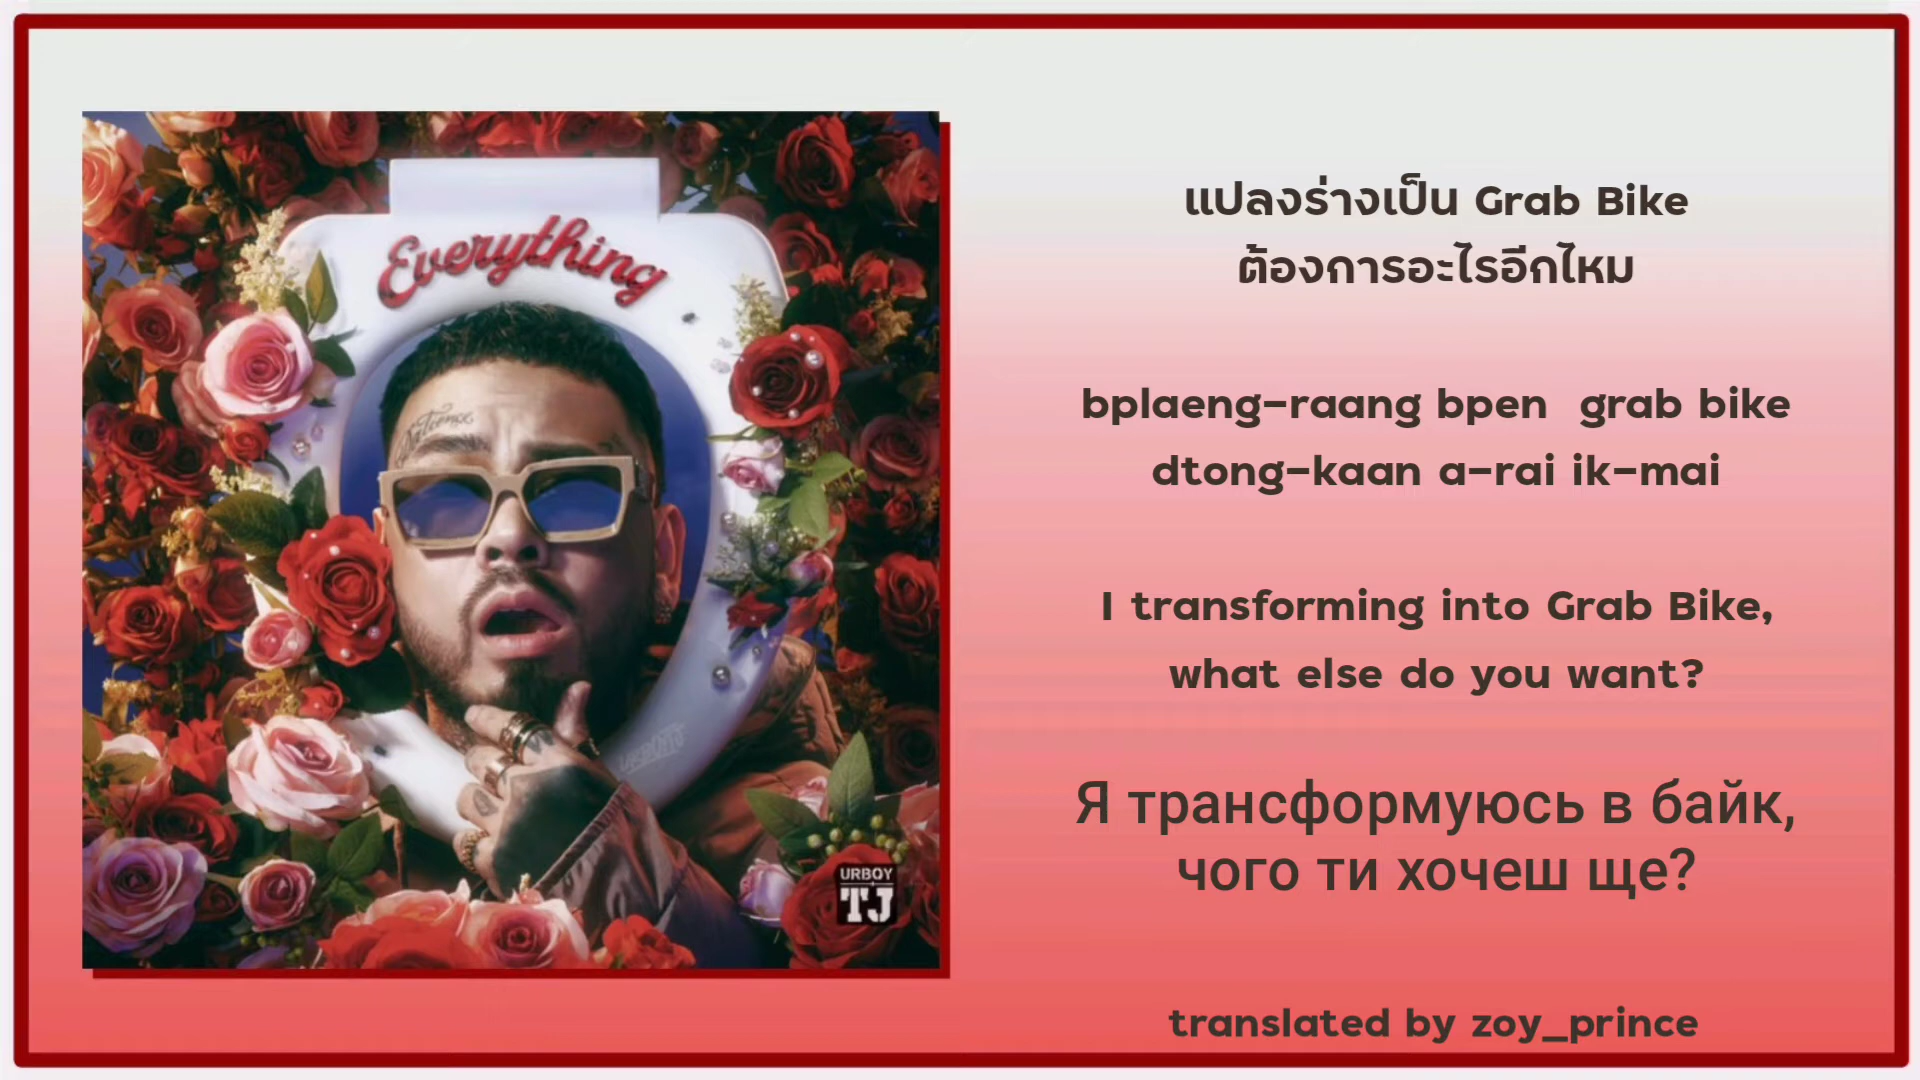 Everything
Patience
URBOYTJ
URBOY
TJ
แปลงร่างเป็น Grab Bike
ต้องการอะไรอีกไหม
bplaeng-raang bpen grab bike
dtong-kaan a-rai ik-mai
I transforming into Grab Bike,
what else do you want?
Я трансформуюсь в байк,
чого ти хочеш ще?
translated by zoy_prince